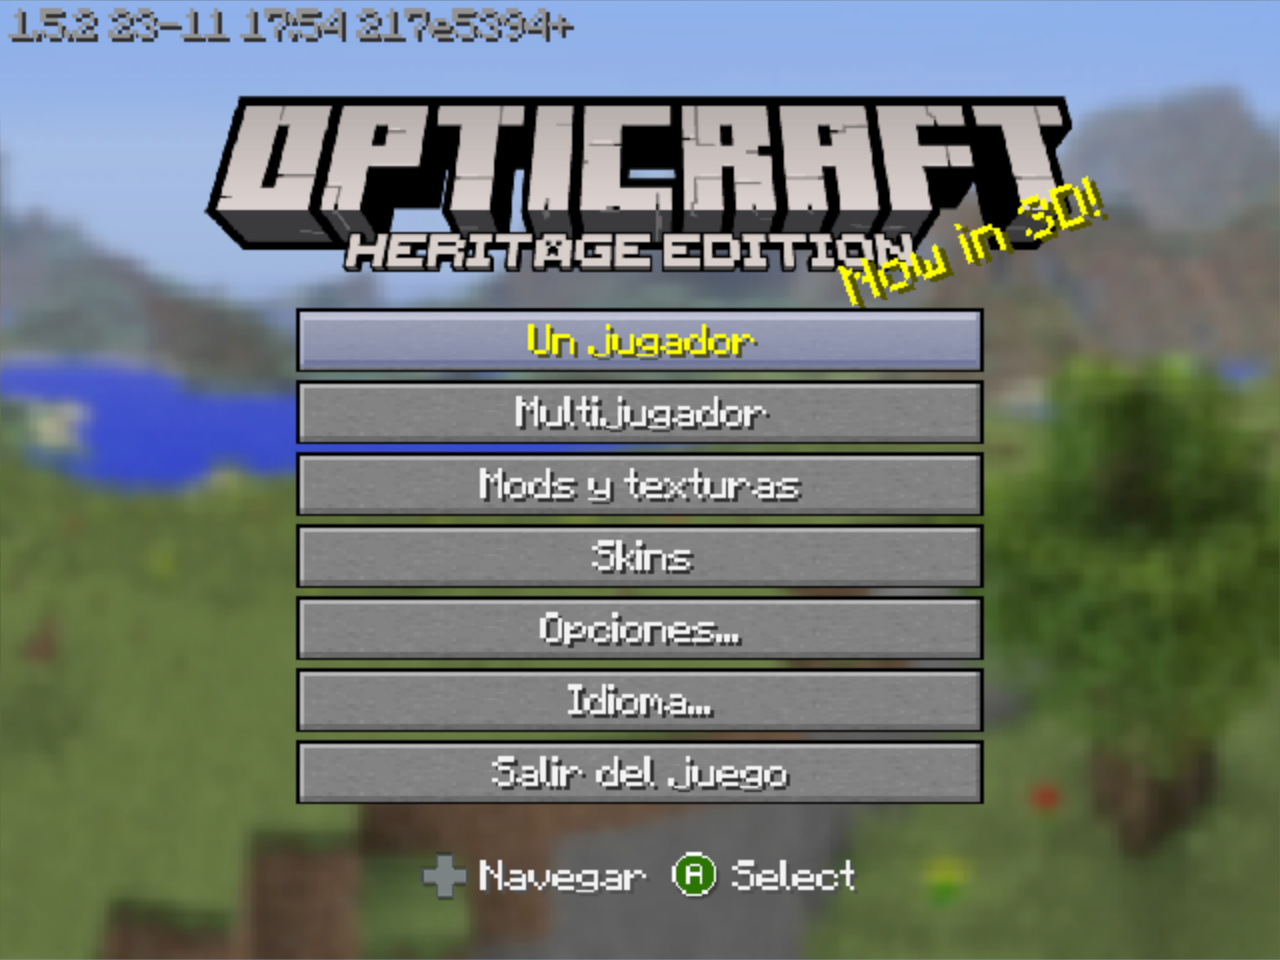 1.5.2 23-11 17:54 217e5394+
OPTICRAFT
HERITAGE EDITION
Now in 3D!
Un jugador
Multijugador
Mods y texturas
Skins
Opciones...
Idioma...
Salir del juego
Navegar A Select